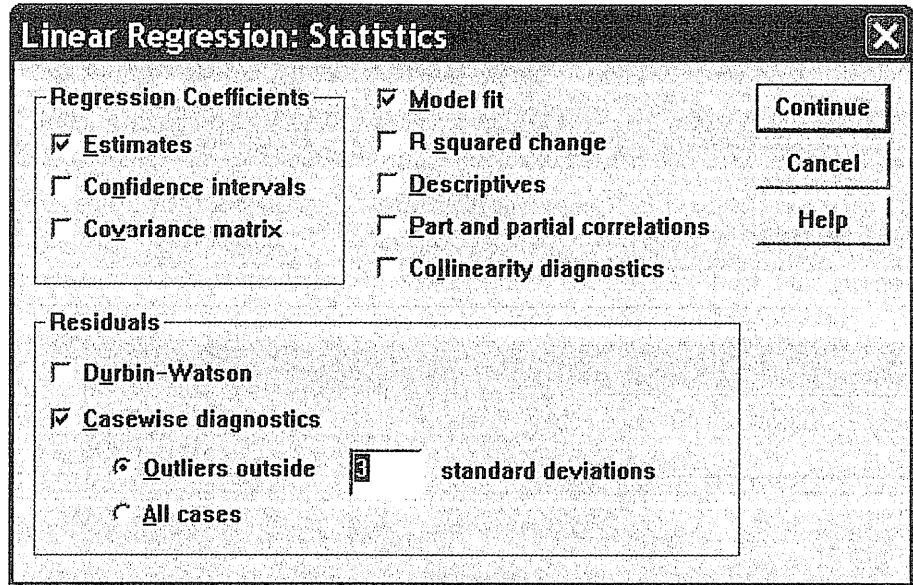 Linear Regression: Statistics
Regression Coefficients
Estimates
Confidence intervals
Covariance matrix
Model fit
R squared change
Descriptives
Part and partial correlations
Collinearity diagnostics
Continue
Cancel
Help
Residuals
Durbin-Watson
Casewise diagnostics
Outliers outside 3 standard deviations
All cases